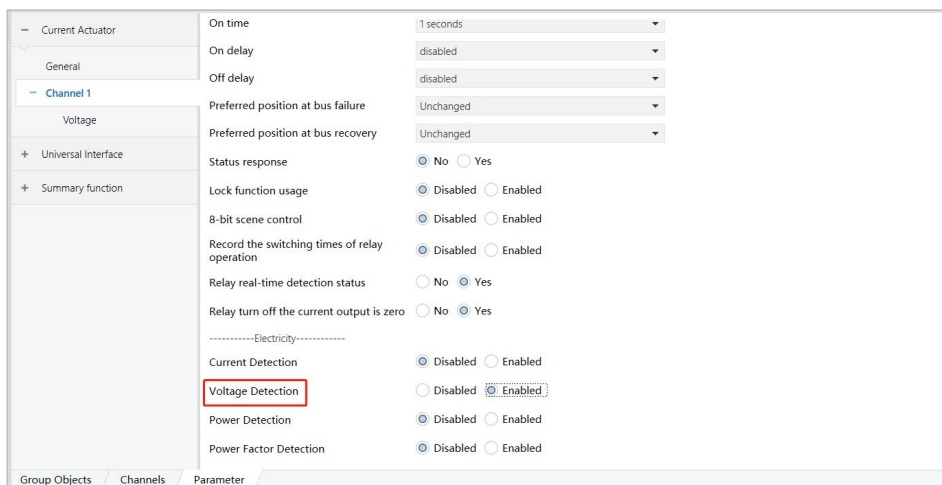 Current Actuator
General
Channel 1
Voltage
Universal Interface
Summary function
On time 1 seconds
On delay disabled
Off delay disabled
Preferred position at bus failure Unchanged
Preferred position at bus recovery Unchanged
Status response No Yes
Lock function usage Disabled Enabled
8-bit scene control Disabled Enabled
Record the switching times of relay
operation Disabled Enabled
Relay real-time detection status No Yes
Relay turn off the current output is zero No Yes
-----------Electricity------------
Current Detection Disabled Enabled
Voltage Detection Disabled Enabled
Power Detection Disabled Enabled
Power Factor Detection Disabled Enabled
Group Objects Channels Parameter